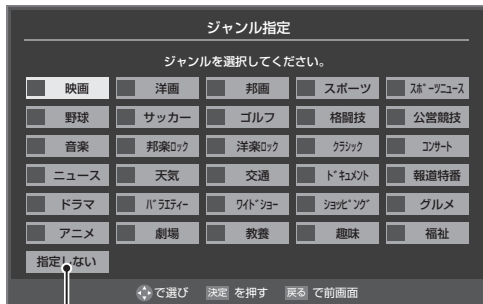 ジャンル指定
ジャンルを選択してください。
映画 洋画 邦画 スポーツ ｽﾎﾟｰﾂﾆｭｰｽ
野球 サッカー ゴルフ 格闘技 公営競技
音楽 邦楽ﾛｯｸ 洋楽ﾛｯｸ ｸﾗｼｯｸ ｺﾝｻｰﾄ
ニュース 天気 交通 ﾄﾞｷｭﾒﾝﾄ 報道特番
ドラマ ﾊﾞﾗｴﾃｨｰ ﾜｲﾄﾞｼｮｰ ｼｮｯﾋﾟﾝｸﾞ グルメ
アニメ 劇場 教養 趣味 福祉
指定しない
で選び 決定 を押す 戻る で前画面